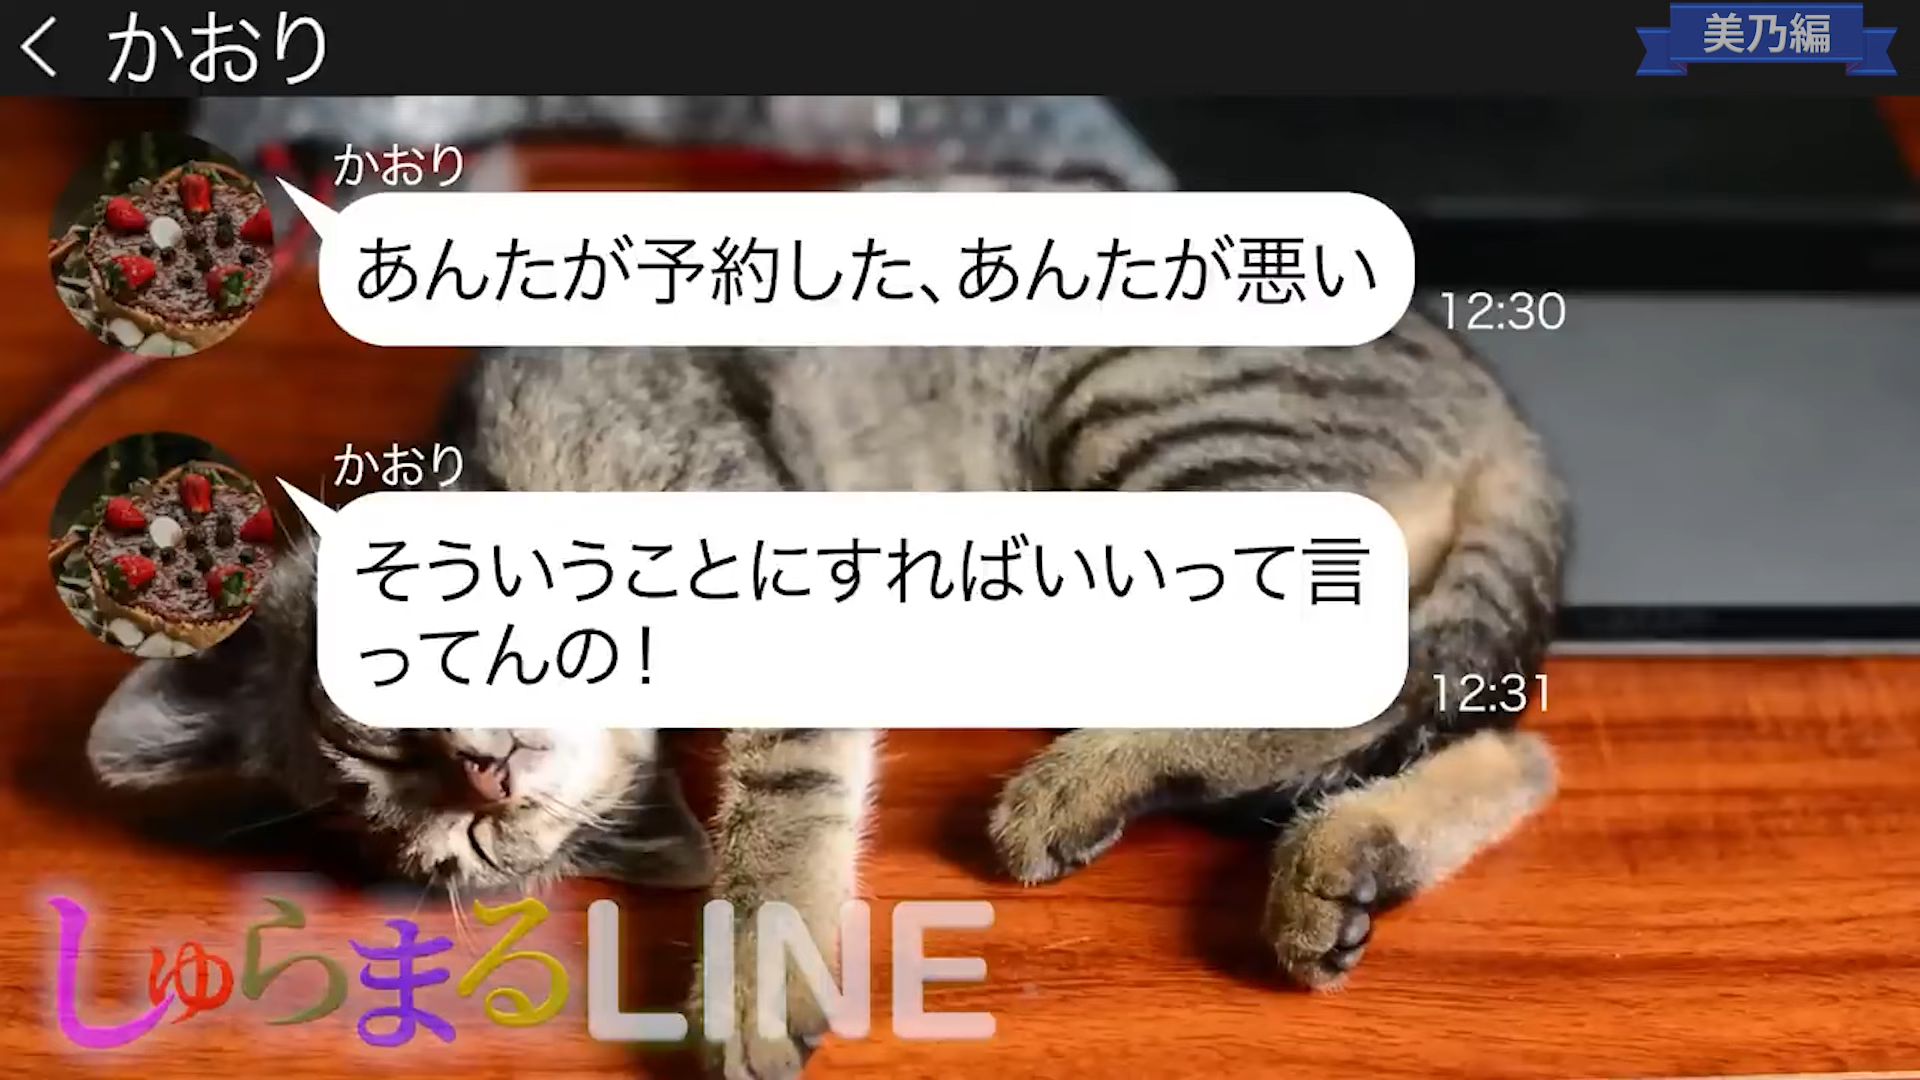 かおり
美乃編
かおり
あんたが予約した、あんたが悪い
12:30
かおり
そういうことにすればいいって言
ってんの！
12:31
しゅらまるLINE